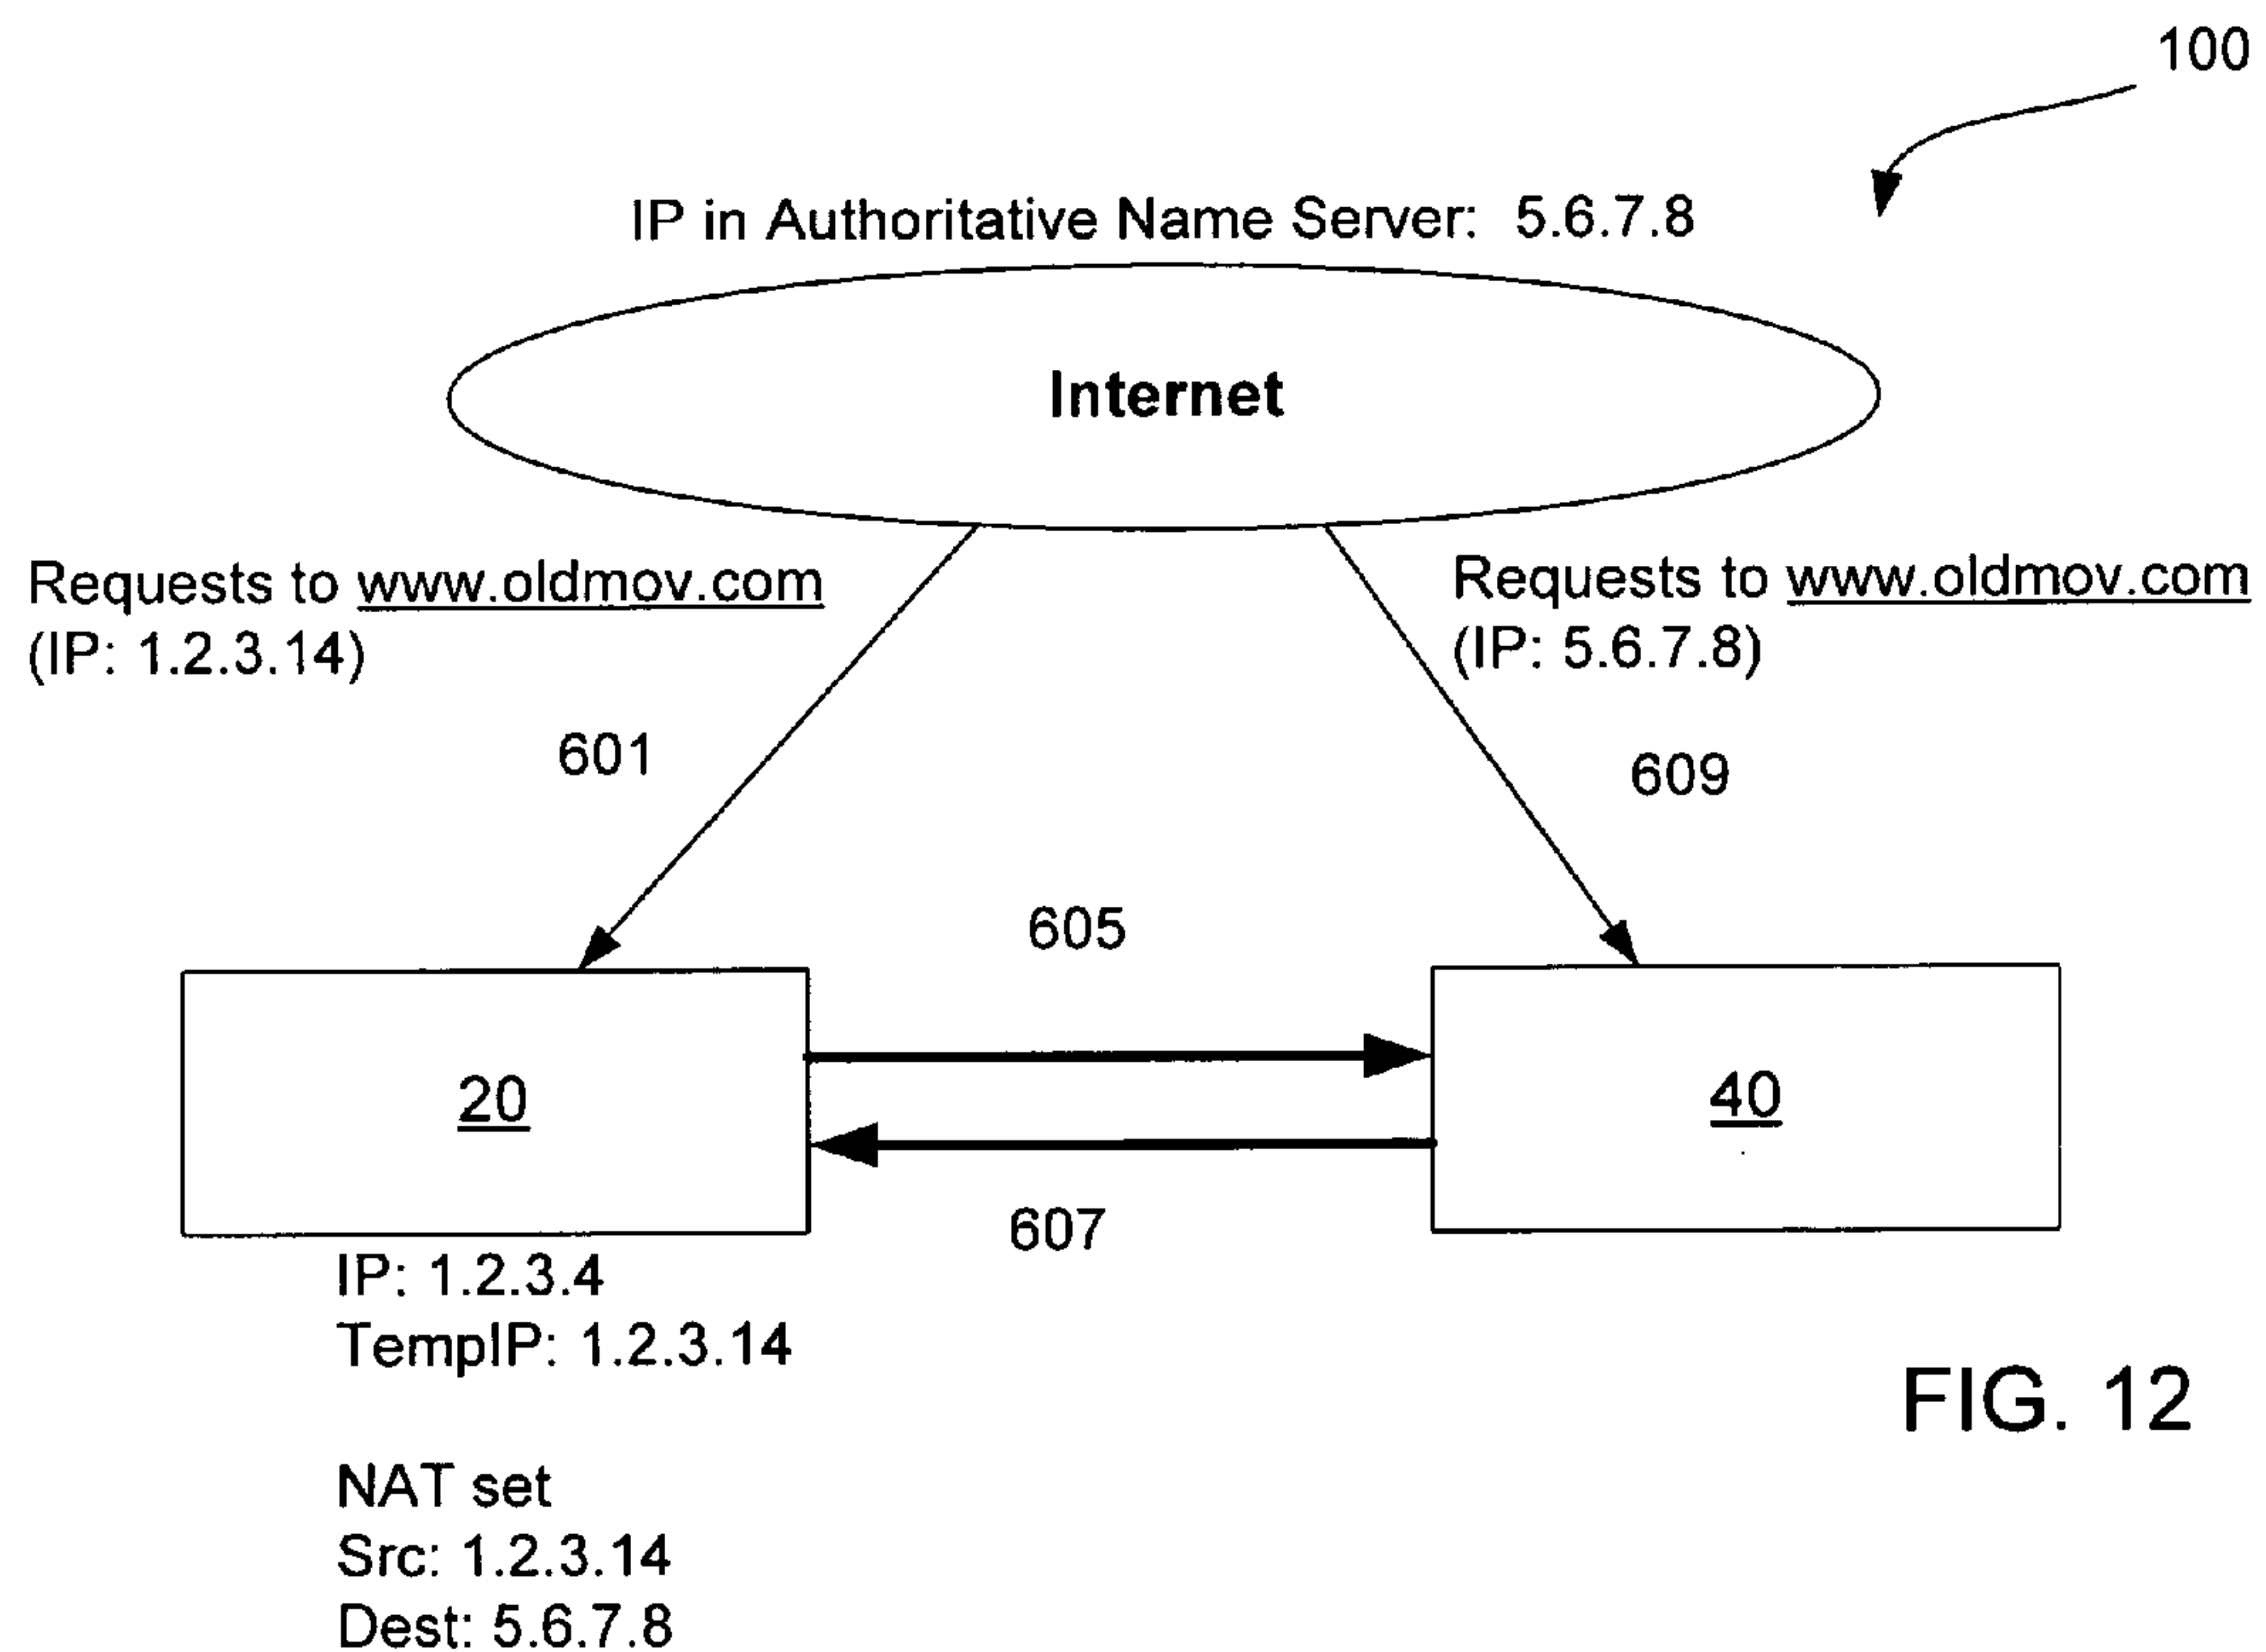 100
IP in Authoritative Name Server: 5.6.7.8
Internet
Requests to www.oldmov.com
(IP: 1.2.3.14)
Requests to www.oldmov.com
(IP: 5.6.7.8)
601
609
605
20
40
607
IP: 1.2.3.4
TempIP: 1.2.3.14
FIG. 12
NAT set
Src: 1.2.3.14
Dest: 5.6.7.8